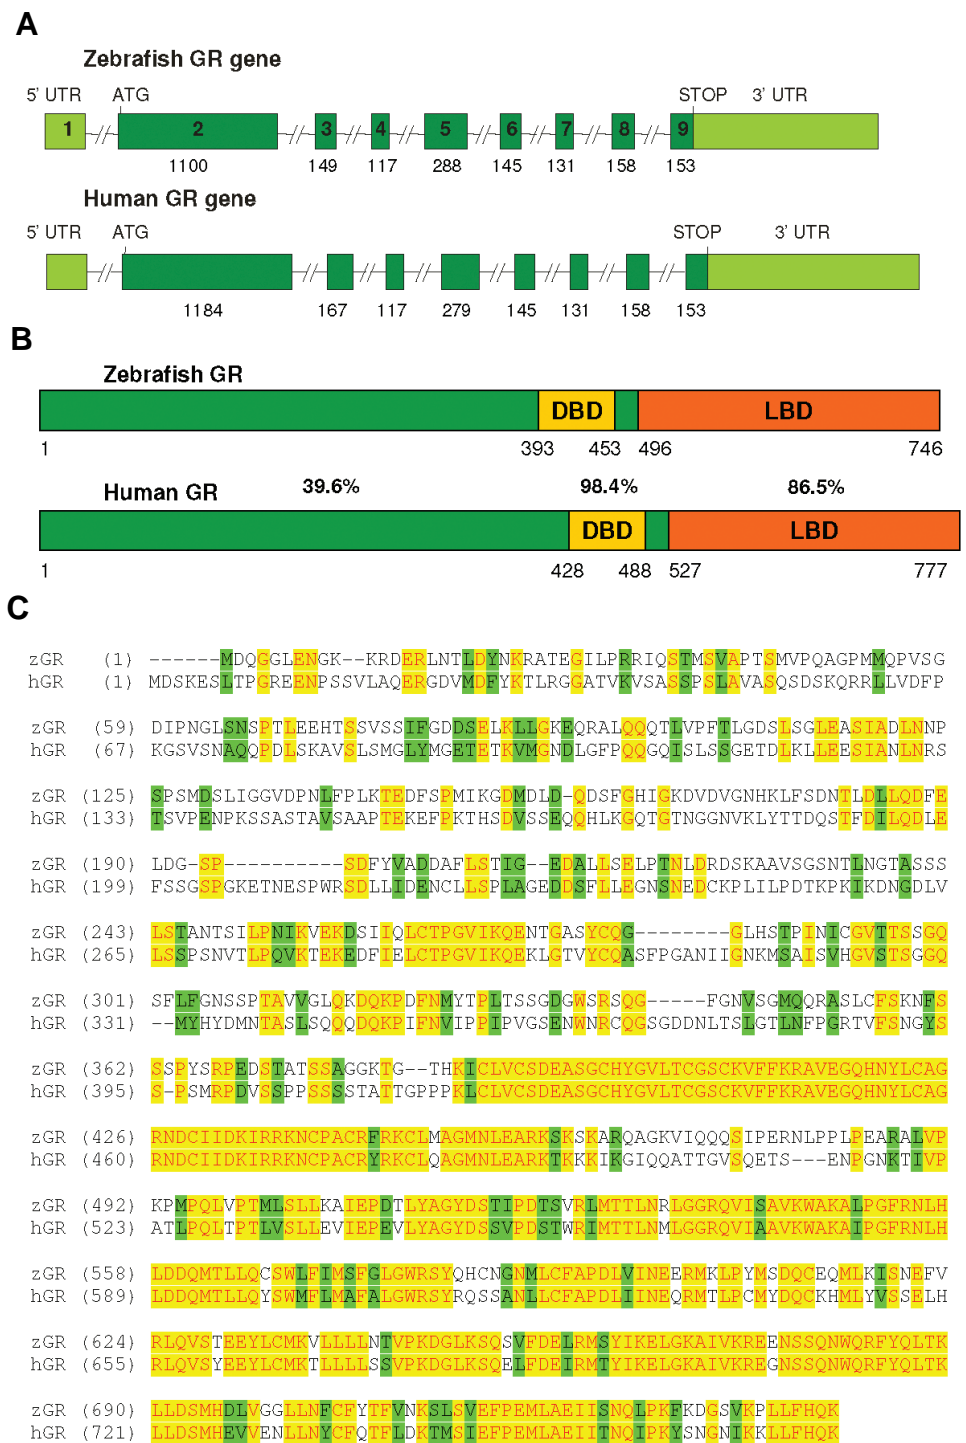 A
Zebrafish GR gene
5' UTR ATG STOP 3' UTR
1 2 3 4 5 6 7 8 9
1100 149 117 288 145 131 158 153
Human GR gene
5' UTR ATG STOP 3' UTR
1184 167 117 279 145 131 158 153
B
Zebrafish GR
DBD LBD
1 393 453 496 746
Human GR 39.6% 98.4% 86.5%
DBD LBD
1 428 488 527 777
C
zGR (1) ------MDQGGLENGK--KRDERLNTLDYNKRATEGILPRRIQSTMSVAPTSMVPQAGPMMQPVSG
hGR (1) MDSKESLTPGREENPSSVLAQERGDVMDFYKTLRGGATVKVSASSPSLAVASQSDSKQRRLLVDFP
zGR (59) DIPNGLSNSPTLEEHTSSVSSIFGDDSELKLLGKEQRALQQQTLVPFTLGDSLSGLEASIADLNNP
hGR (67) KGSVSNAQQPDLSKAVSLSMGLYMGETETKVMGNDLGFPQQGQISLSSGETDLKLLEESIANLNRS
zGR (125) SPSMDSLIGGVDPNLFPLKTEDFSPMIKGDMDLD-QDSFGHIGKDVDVGNHKLFSDNTLDLLQDFE
hGR (133) TSVPENPKSSASTAVSAAPTEKEFPKTHSDVSSEQQHLKGQTGTNGGNVKLYTTDQSTFDILQDLE
zGR (190) LDG-SP----------SDFYVADDAFLSTIG--EDALLSELPTNLDRDSKAAVSGSNTLNGTASSS
hGR (199) FSSGSPGKETNESPWRSDLLIDENCLLSPLAGEDDSFLLEGNSNEDCKPLILPDTKPKIKDNGDLV
zGR (243) LSTANTSILPNIKVEKDSIIQLCTPGVIKQENTGASYCQG--------GLHSTPINICGVTTSSGQ
hGR (265) LSSPSNVTLPQVKTEKEDFIELCTPGVIKQEKLGTVYCQASFPGANIIGNKMSAISVHGVSTSGGQ
zGR (301) SFLFGNSSPTAVVGLQKDQKPDFNMYTPLTSSGDGWSRSQG-----FGNVSGMQQRASLCFSKNFS
hGR (331) --MYHYDMNTASLSQQQDQKPIFNVIPPIPVGSENWNRCQGSGDDNLTSLGTLNFPGRTVFSNGYS
zGR (362) SSPYSRPEDSTATSSAGGKTG--THKICLVCSDEASGCHYGVLTCGSCKVFFKRAVEGQHNYLCAG
hGR (395) S-PSMRPDVSSPPSSSSTATTGPPPKLCLVCSDEASGCHYGVLTCGSCKVFFKRAVEGQHNYLCAG
zGR (426) RNDCIIDKIRRKNCPACRFRKCLMAGMNLEARKSKSKARQAGKVIQQQSIPERNLPPLPEARALVP
hGR (460) RNDCIIDKIRRKNCPACRYRKCLQAGMNLEARKTKKKIKGIQQATTGVSQETS---ENPGNKTIVP
zGR (492) KPMPQLVPTMLSLLKAIEPDTLYAGYDSTIPDTSVRLMTTLNRLGGRQVISAVKWAKALPGFRNLH
hGR (523) ATLPQLTPTLVSLLEVIEPEVLYAGYDSSVPDSTWRIMTTLNMLGGRQVIAAVKWAKAIPGFRNLH
zGR (558) LDDQMTLLQCSWLFIMSFGLGWRSYQHCNGNMLCFAPDLVINEERMKLPYMSDQCEQMLKISNEFV
hGR (589) LDDQMTLLQYSWMFLMAFALGWRSYRQSSANLLCFAPDLIINEQRMTLPCMYDQCKHMLYVSSELH
zGR (624) RLQVSTEEYLCMKVLLLLNTVPKDGLKSQSVFDELRMSYIKELGKAIVKREENSSQNWQRFYQLTK
hGR (655) RLQVSYEEYLCMKTLLLLSSVPKDGLKSQELFDEIRMTYIKELGKAIVKREGNSSQNWQRFYQLTK
zGR (690) LLDSMHDLVGGLLNFCFYTFVNKSLSVEFPEMLAEIISNQLPKFKDGSVKPLLFHQK
hGR (721) LLDSMHEVVENLLNYCFQTFLDKTMSIEFPEMLAEIITNQIPKYSNGNIKKLLFHQK